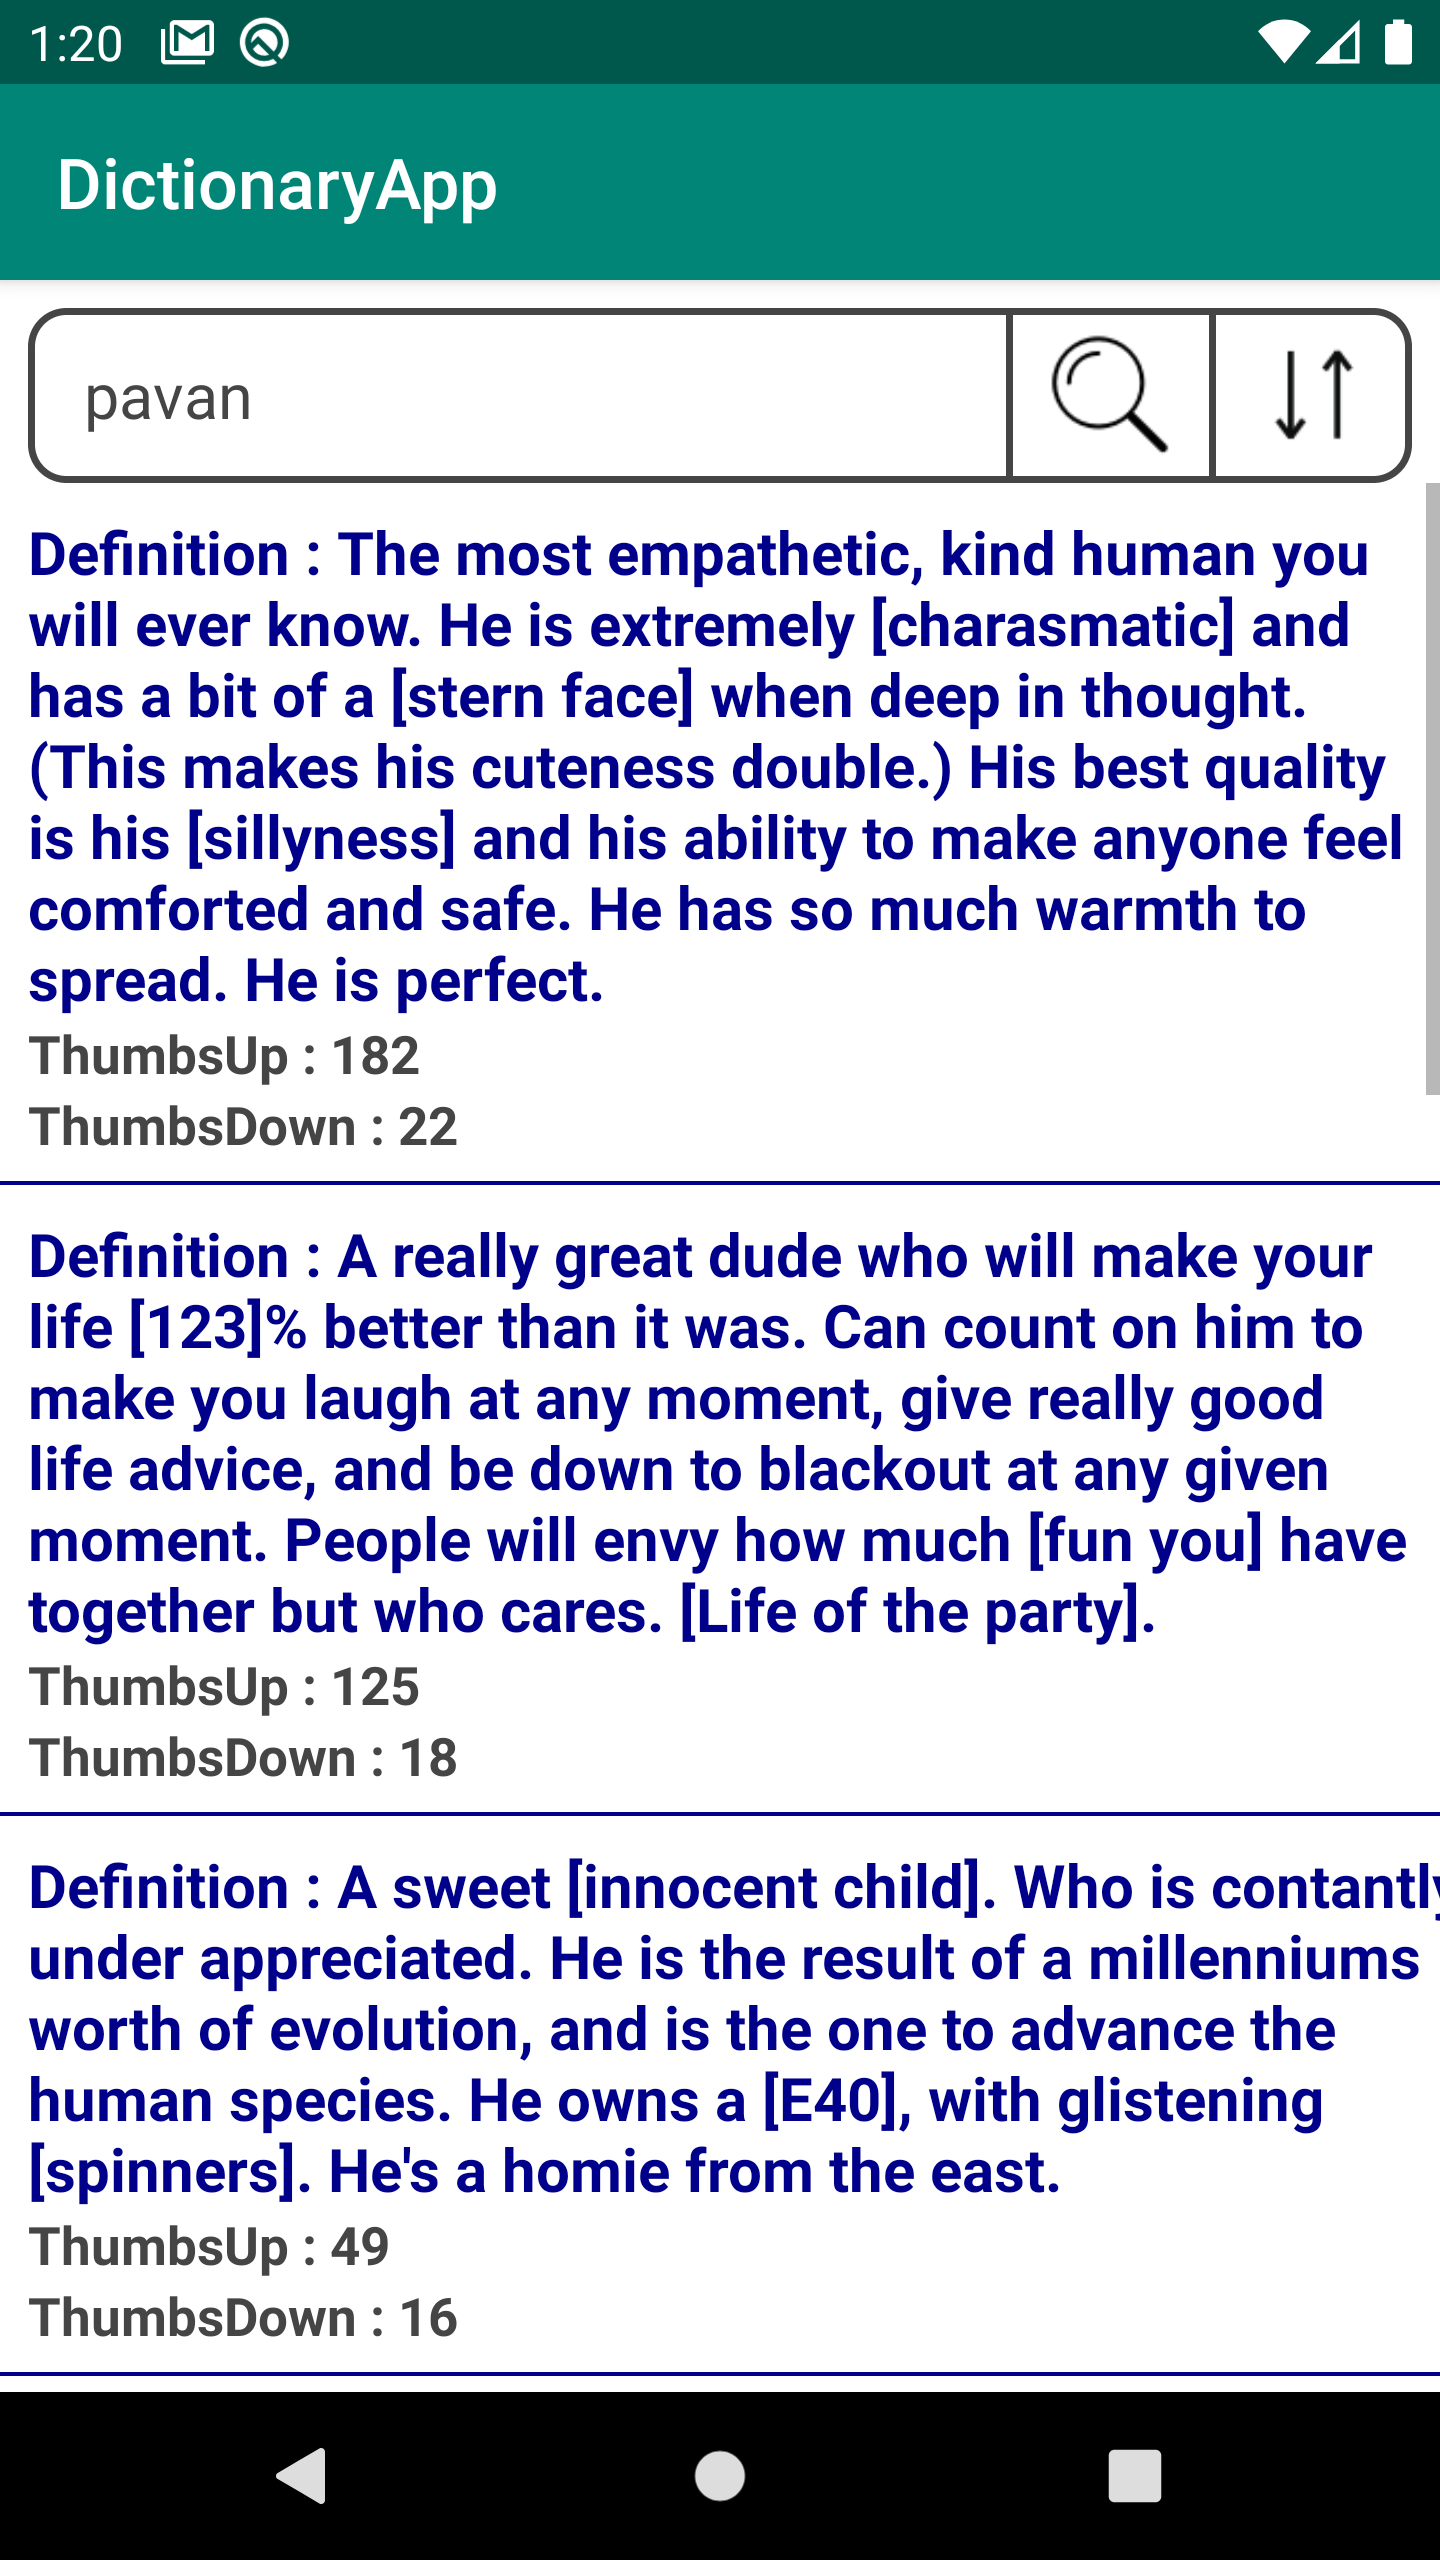 1:20
DictionaryApp
pavan
Definition : The most empathetic, kind human you
will ever know. He is extremely [charasmatic] and
has a bit of a [stern face] when deep in thought.
(This makes his cuteness double.) His best quality
is his [sillyness] and his ability to make anyone feel
comforted and safe. He has so much warmth to
spread. He is perfect.
ThumbsUp : 182
ThumbsDown : 22
Definition : A really great dude who will make your
life [123]% better than it was. Can count on him to
make you laugh at any moment, give really good
life advice, and be down to blackout at any given
moment. People will envy how much [fun you] have
together but who cares. [Life of the party].
ThumbsUp : 125
ThumbsDown : 18
Definition : A sweet [innocent child]. Who is contantly
under appreciated. He is the result of a millenniums
worth of evolution, and is the one to advance the
human species. He owns a [E40], with glistening
[spinners]. He's a homie from the east.
ThumbsUp : 49
ThumbsDown : 16